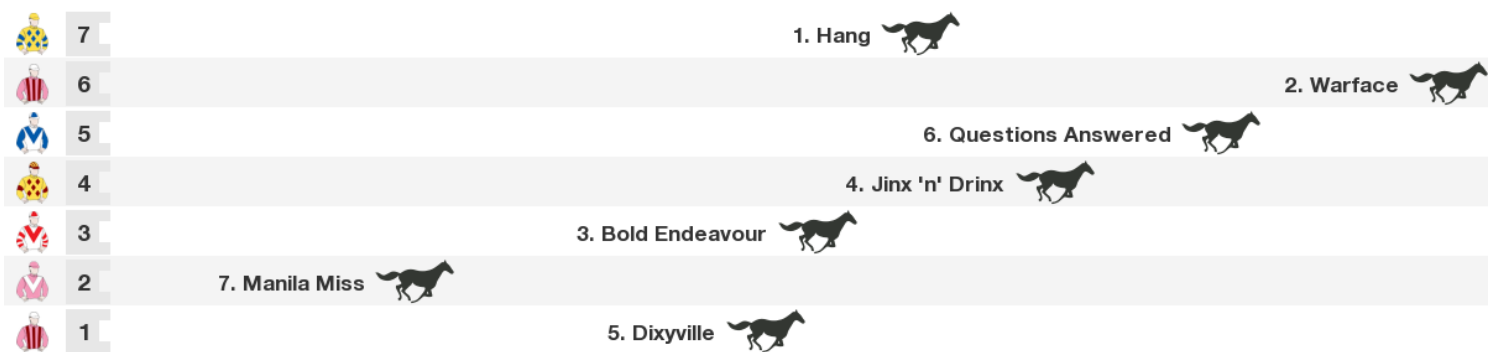 7 1. Hang
6 2. Warface
5 6. Questions Answered
4 4. Jinx 'n' Drinx
3 3. Bold Endeavour
2 7. Manila Miss
1 5. Dixyville